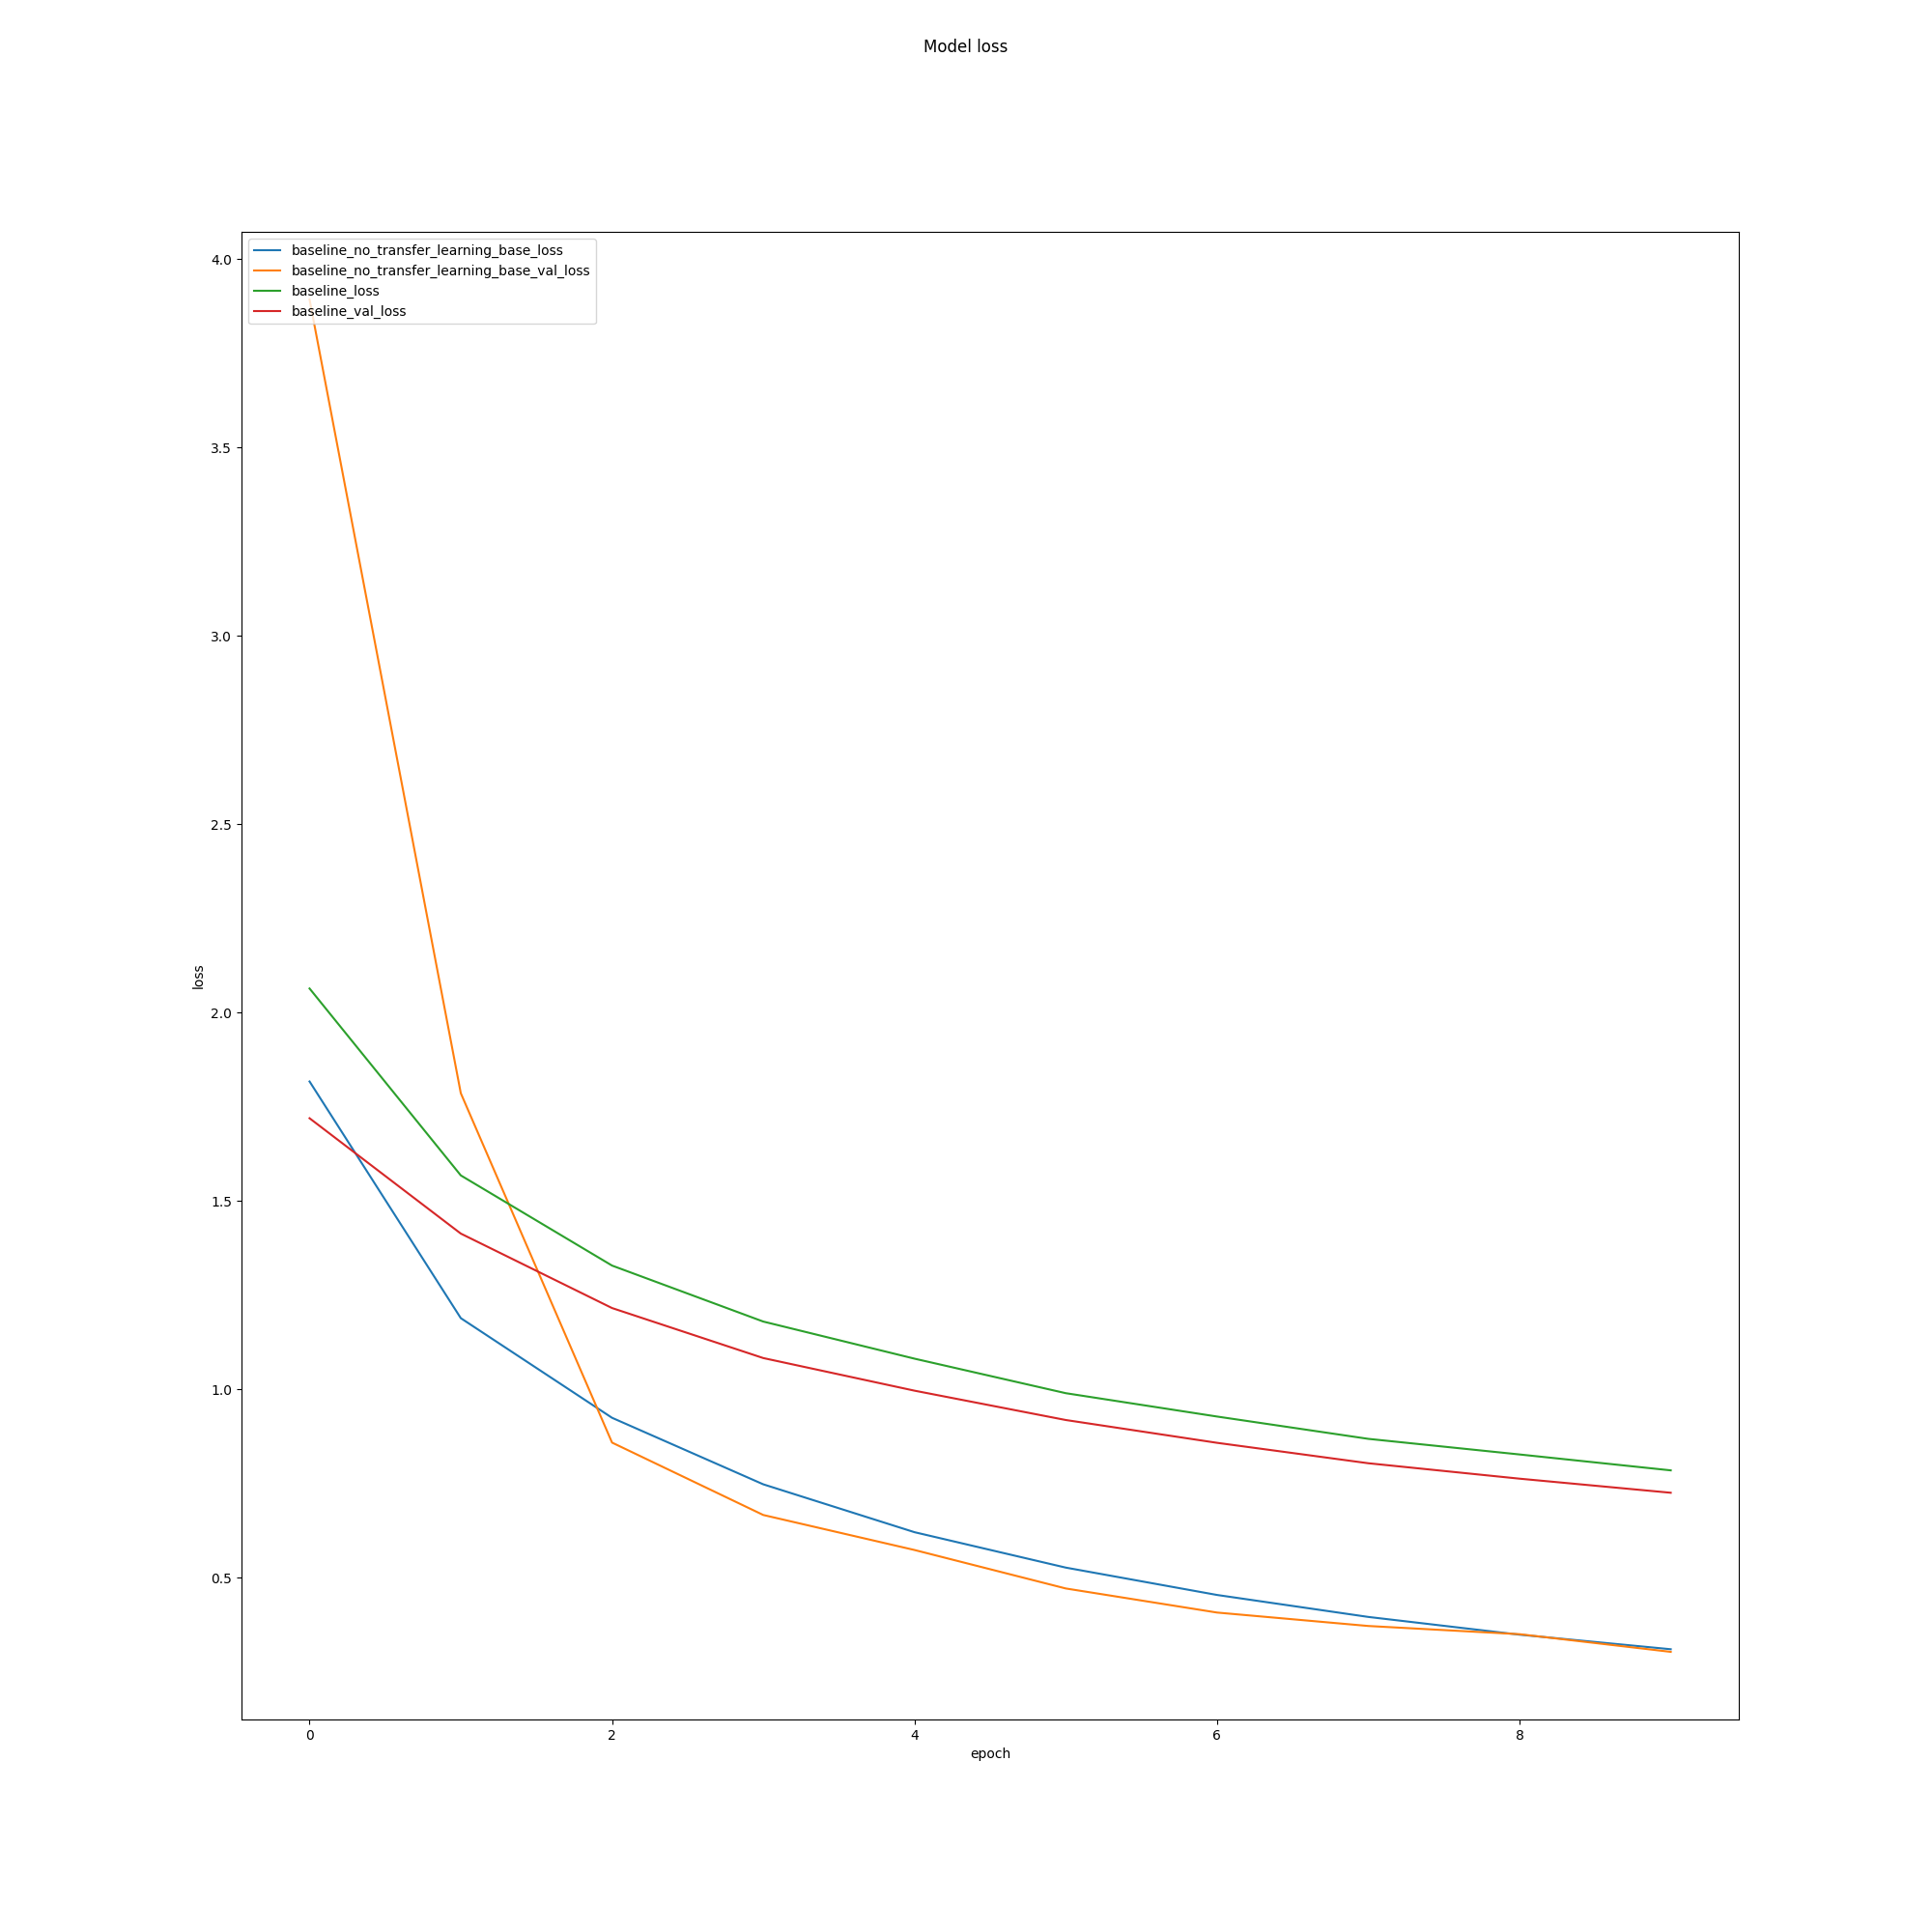 Model loss
baseline_no_transfer_learning_base_loss
baseline_no_transfer_learning_base_val_loss
baseline_loss
baseline_val_loss
4.0
3.5
3.0
2.5
2.0
1.5
1.0
0.5
loss
0 2 4 6 8
epoch